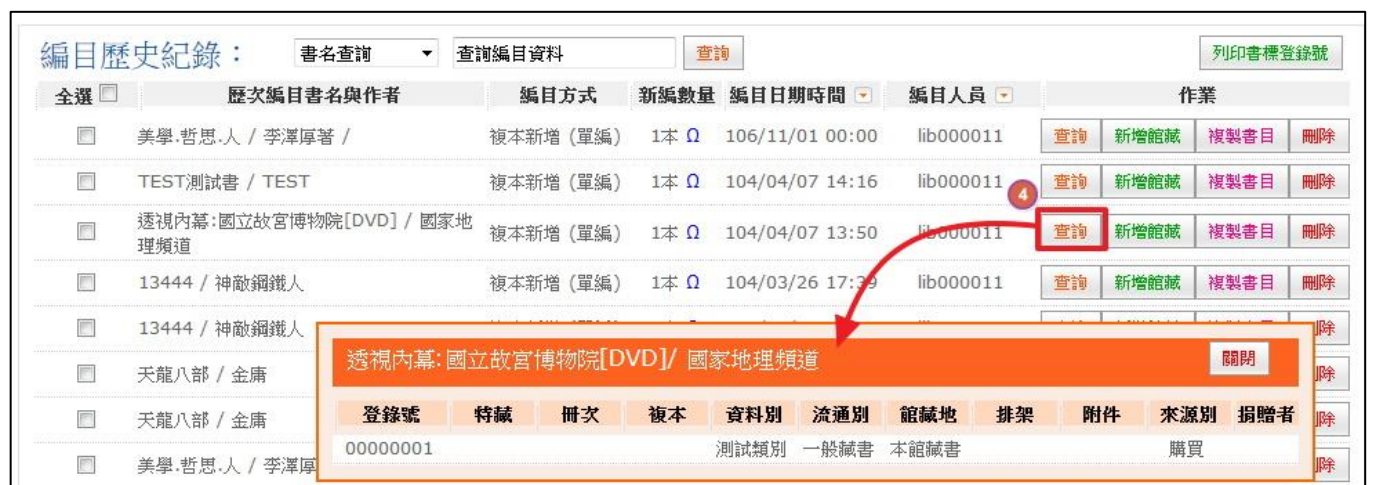 編目歷史紀錄： 書名查詢 查詢編目資料 查詢 列印書標登錄號
全選 歷次編目書名與作者 編目方式 新編數量 編目日期時間 編目人員 作業
美學.哲思.人 / 李澤厚著 / 複本新增 (單編) 1本 Ω 106/11/01 00:00 lib000011 查詢 新增館藏 複製書目 刪除
TEST測試書 / TEST 複本新增 (單編) 1本 Ω 104/04/07 14:16 lib000011 查詢 新增館藏 複製書目 刪除
4
透視內幕:國立故宮博物院[DVD] / 國家地
理頻道 複本新增 (單編) 1本 Ω 104/04/07 13:50 lib000011 查詢 新增館藏 複製書目 刪除
13444 / 神敵鋼鐵人 複本新增 (單編) 1本 Ω 104/03/26 17:39 lib000011 查詢 新增館藏 複製書目 刪除
13444 / 神敵鋼鐵人
天龍八部 / 金庸
天龍八部 / 金庸
美學.哲思.人 / 李澤厚
透視內幕:國立故宮博物院[DVD]/ 國家地理頻道 關閉
登錄號 特藏 冊次 複本 資料別 流通別 館藏地 排架 附件 來源別 捐贈者
00000001 測試類別 一般藏書 本館藏書 購買